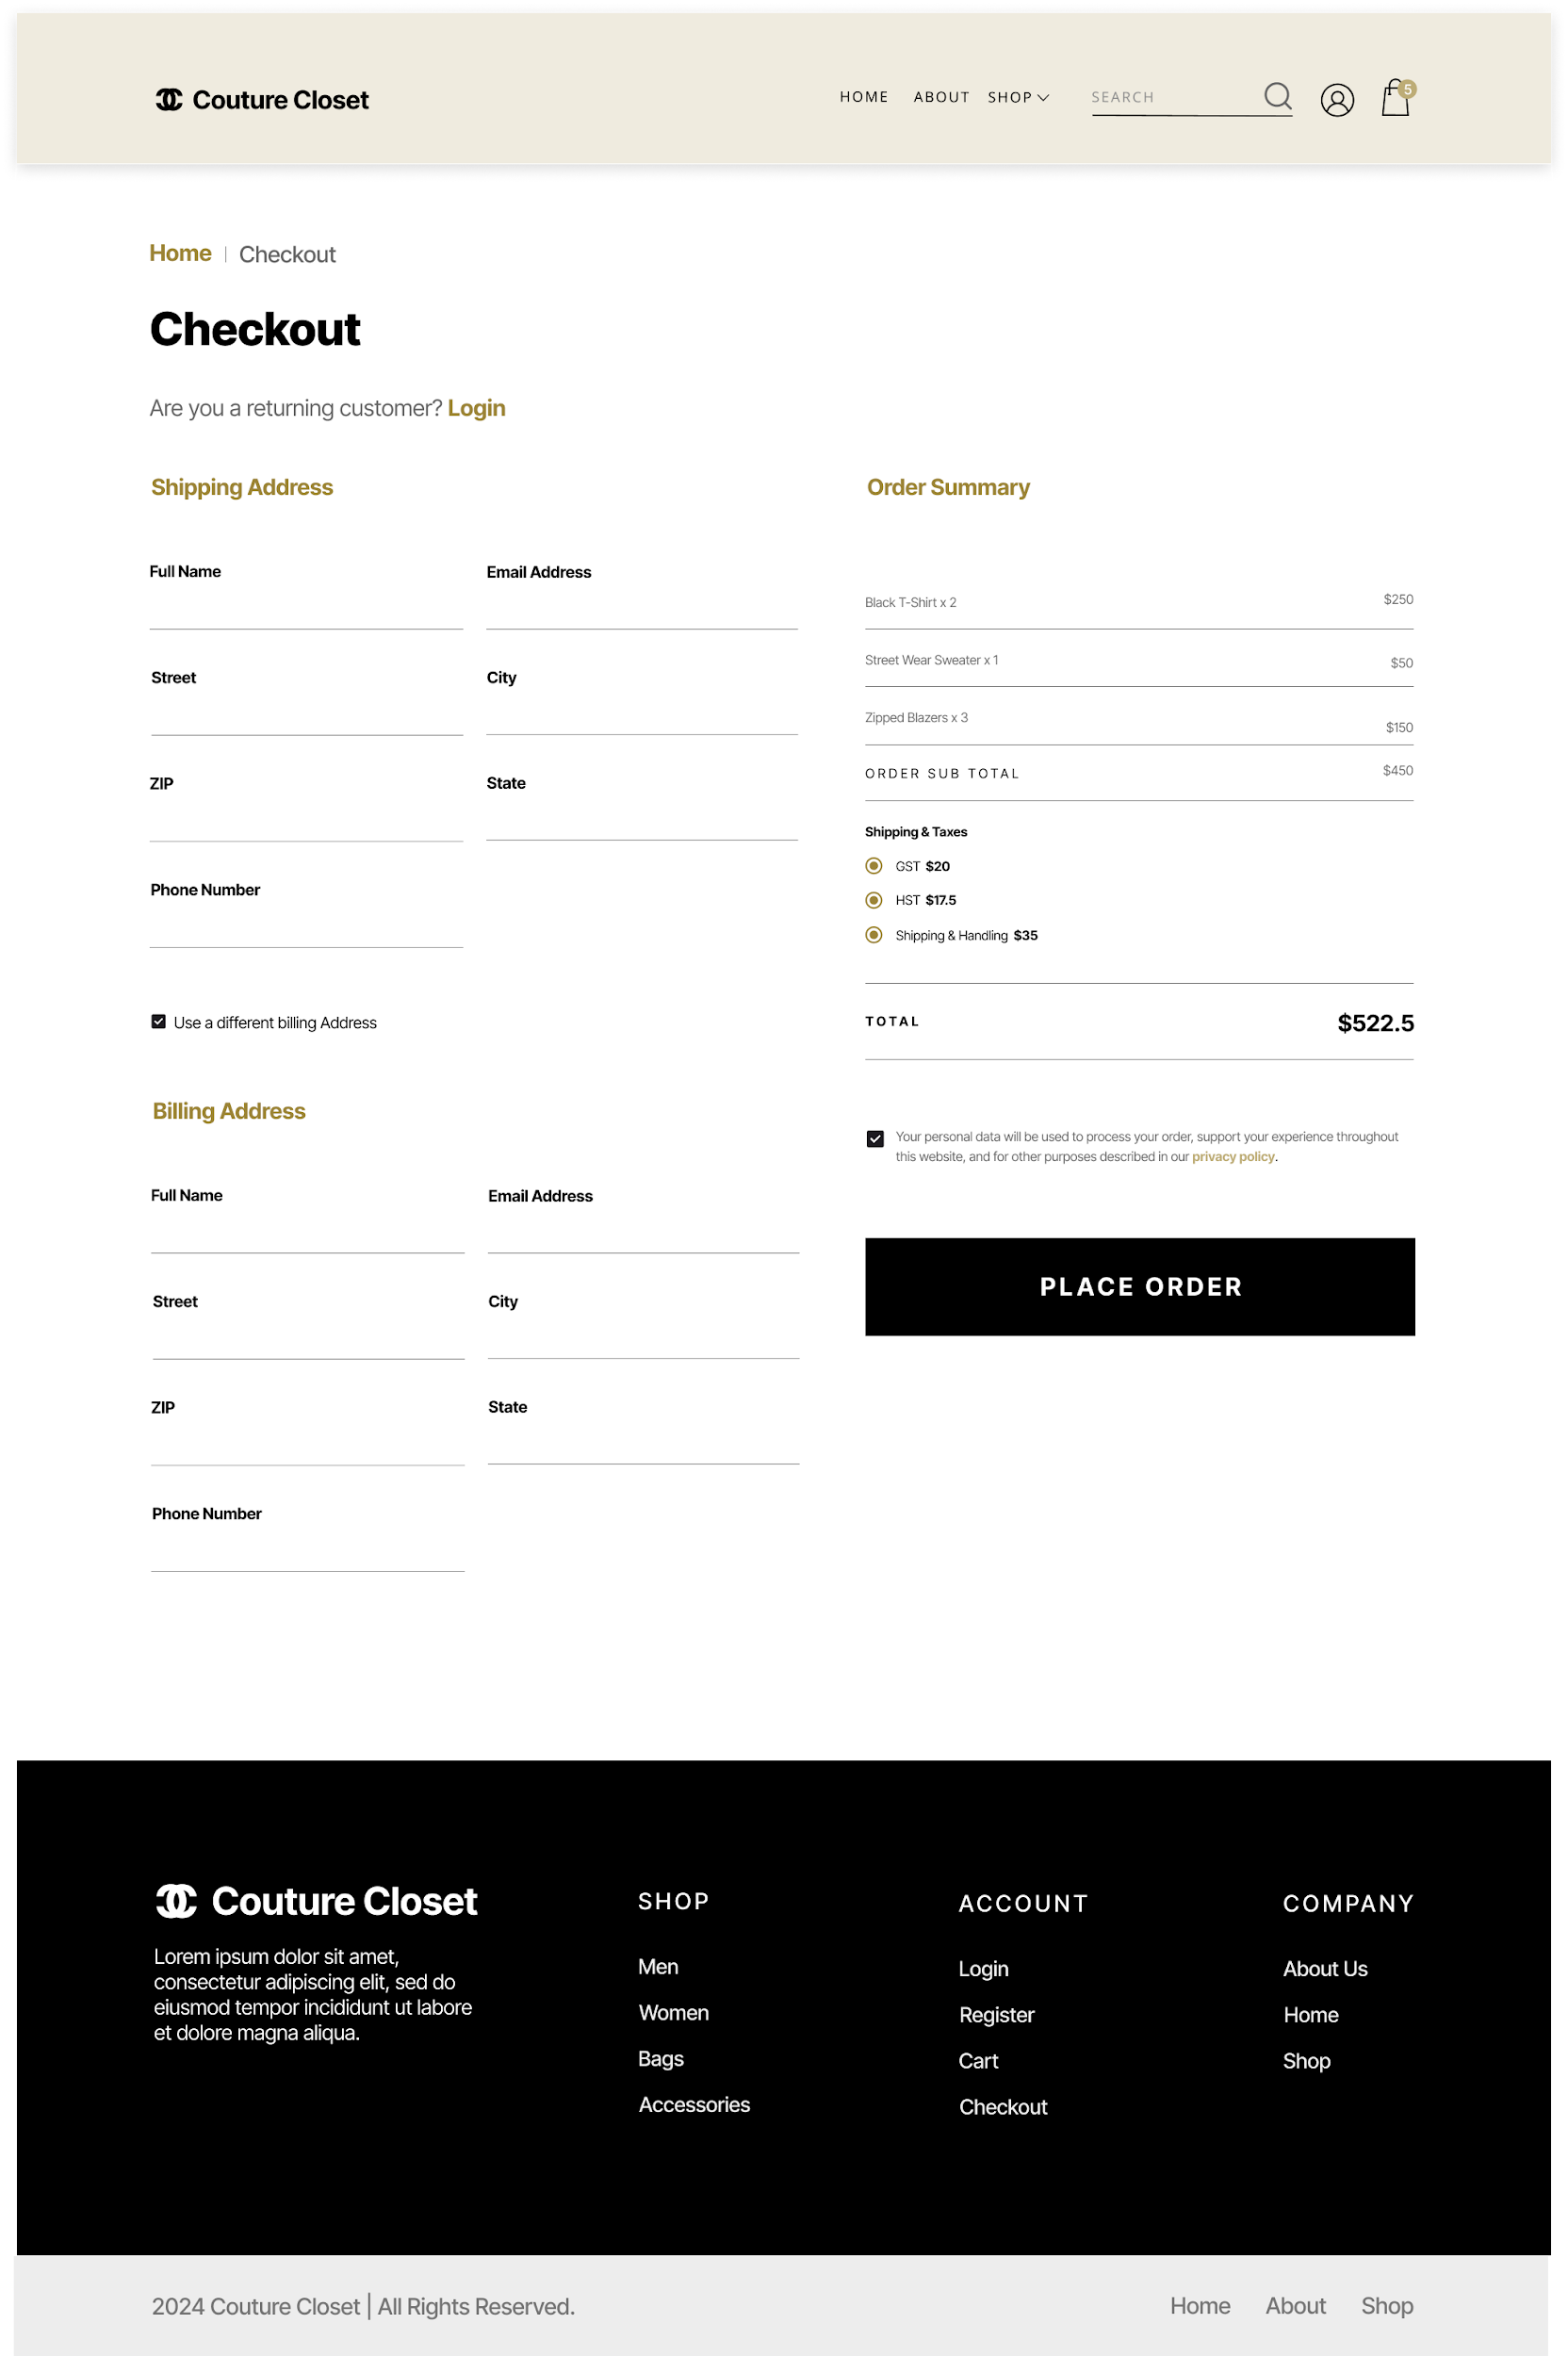 Couture Closet
HOME ABOUT SHOP SEARCH 5
Home | Checkout
Checkout
Are you a returning customer? Login
Shipping Address
Full Name Email Address
Street City
ZIP State
Phone Number
Use a different billing Address
Billing Address
Full Name Email Address
Street City
ZIP State
Phone Number
Order Summary
Black T-Shirt x 2 $250
Street Wear Sweater x 1 $50
Zipped Blazers x 3 $150
ORDER SUB TOTAL $450
Shipping & Taxes
GST $20
HST $17.5
Shipping & Handling $35
TOTAL $522.5
Your personal data will be used to process your order, support your experience throughout
this website, and for other purposes described in our privacy policy.
PLACE ORDER
Couture Closet
Lorem ipsum dolor sit amet,
consectetur adipiscing elit, sed do
eiusmod tempor incididunt ut labore
et dolore magna aliqua.
SHOP
Men
Women
Bags
Accessories
ACCOUNT
Login
Register
Cart
Checkout
COMPANY
About Us
Home
Shop
2024 Couture Closet | All Rights Reserved.
Home About Shop